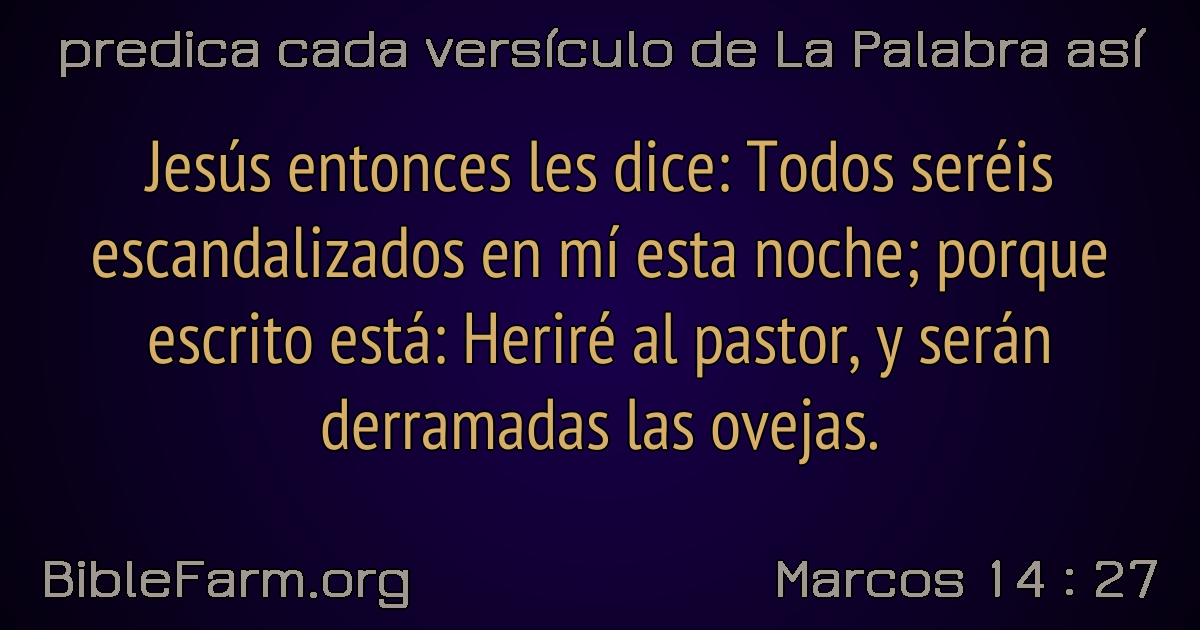 predica cada versículo de La Palabra así
Jesús entonces les dice: Todos seréis
escandalizados en mí esta noche; porque
escrito está: Heriré al pastor, y serán
derramadas las ovejas.
BibleFarm.org
Marcos 14 : 27